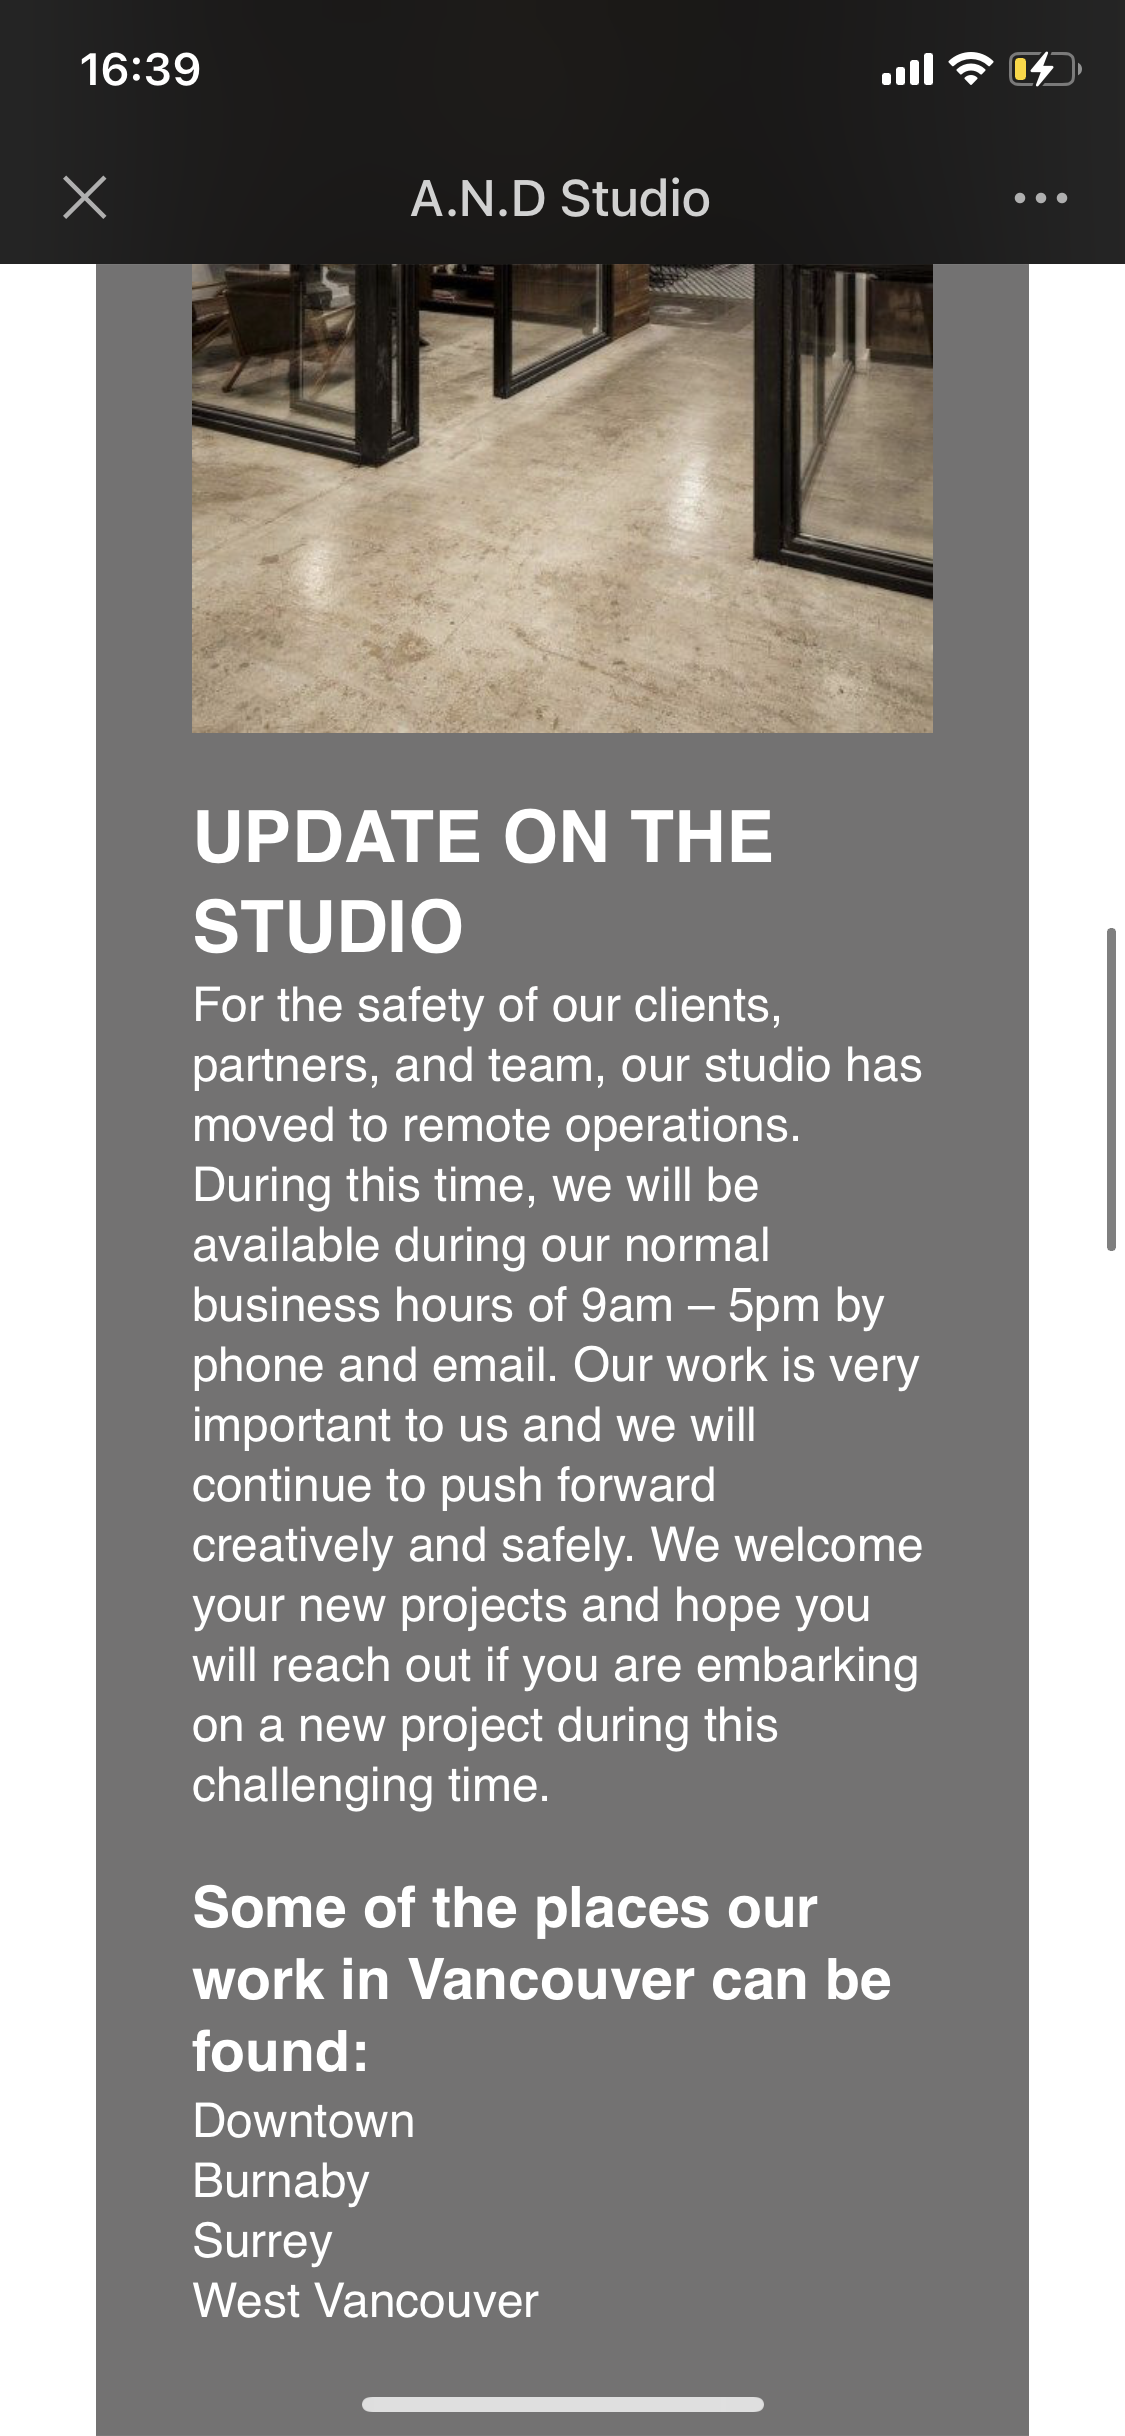 16:39
A.N.D Studio
UPDATE ON THE
STUDIO
For the safety of our clients,
partners, and team, our studio has
moved to remote operations.
During this time, we will be
available during our normal
business hours of 9am – 5pm by
phone and email. Our work is very
important to us and we will
continue to push forward
creatively and safely. We welcome
your new projects and hope you
will reach out if you are embarking
on a new project during this
challenging time.
Some of the places our
work in Vancouver can be
found:
Downtown
Burnaby
Surrey
West Vancouver